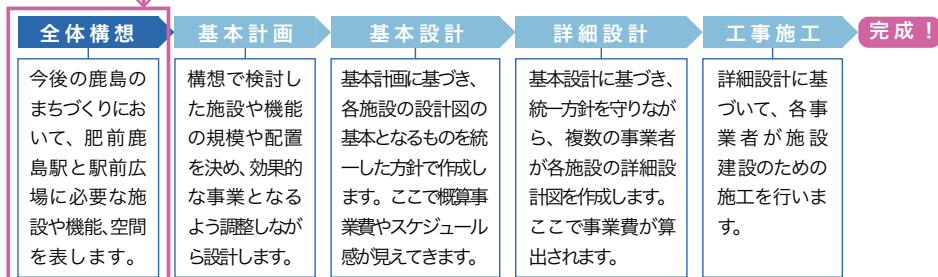 全体構想
基本計画
基本設計
詳細設計
工事施工
完成！
今後の鹿島の
まちづくりにお
いて、肥前鹿
島駅と駅前広
場に必要な施
設や機能、空間
を表します。
構想で検討し
た施設や機能
の規模や配置
を決め、効果的
な事業となる
よう調整しなが
ら設計します。
基本計画に基づき、
各施設の設計図の
基本となるものを統
一した方針で作成し
ます。ここで概算事
業費やスケジュール
感が見えてきます。
基本設計に基づき、
統一方針を守りなが
ら、複数の事業者
が各施設の詳細設
計図を作成します。
ここで事業費が算
出されます。
詳細設計に基
づいて、各事
業者が施設
建設のための
施工を行いま
す。